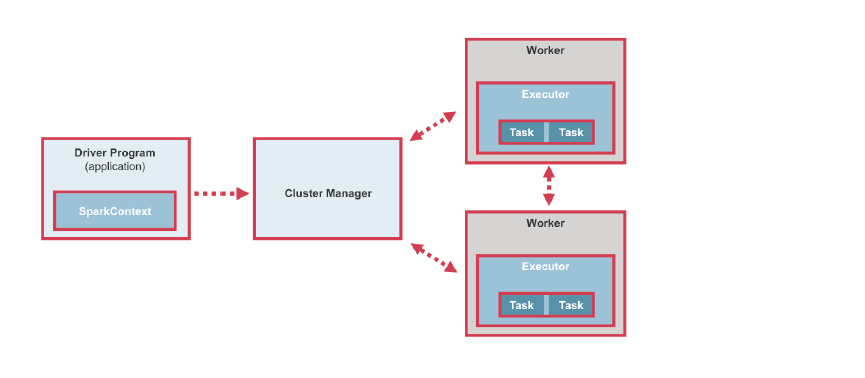 Driver Program
(application)
SparkContext
Cluster Manager
Worker
Executor
Task Task
Worker
Executor
Task Task